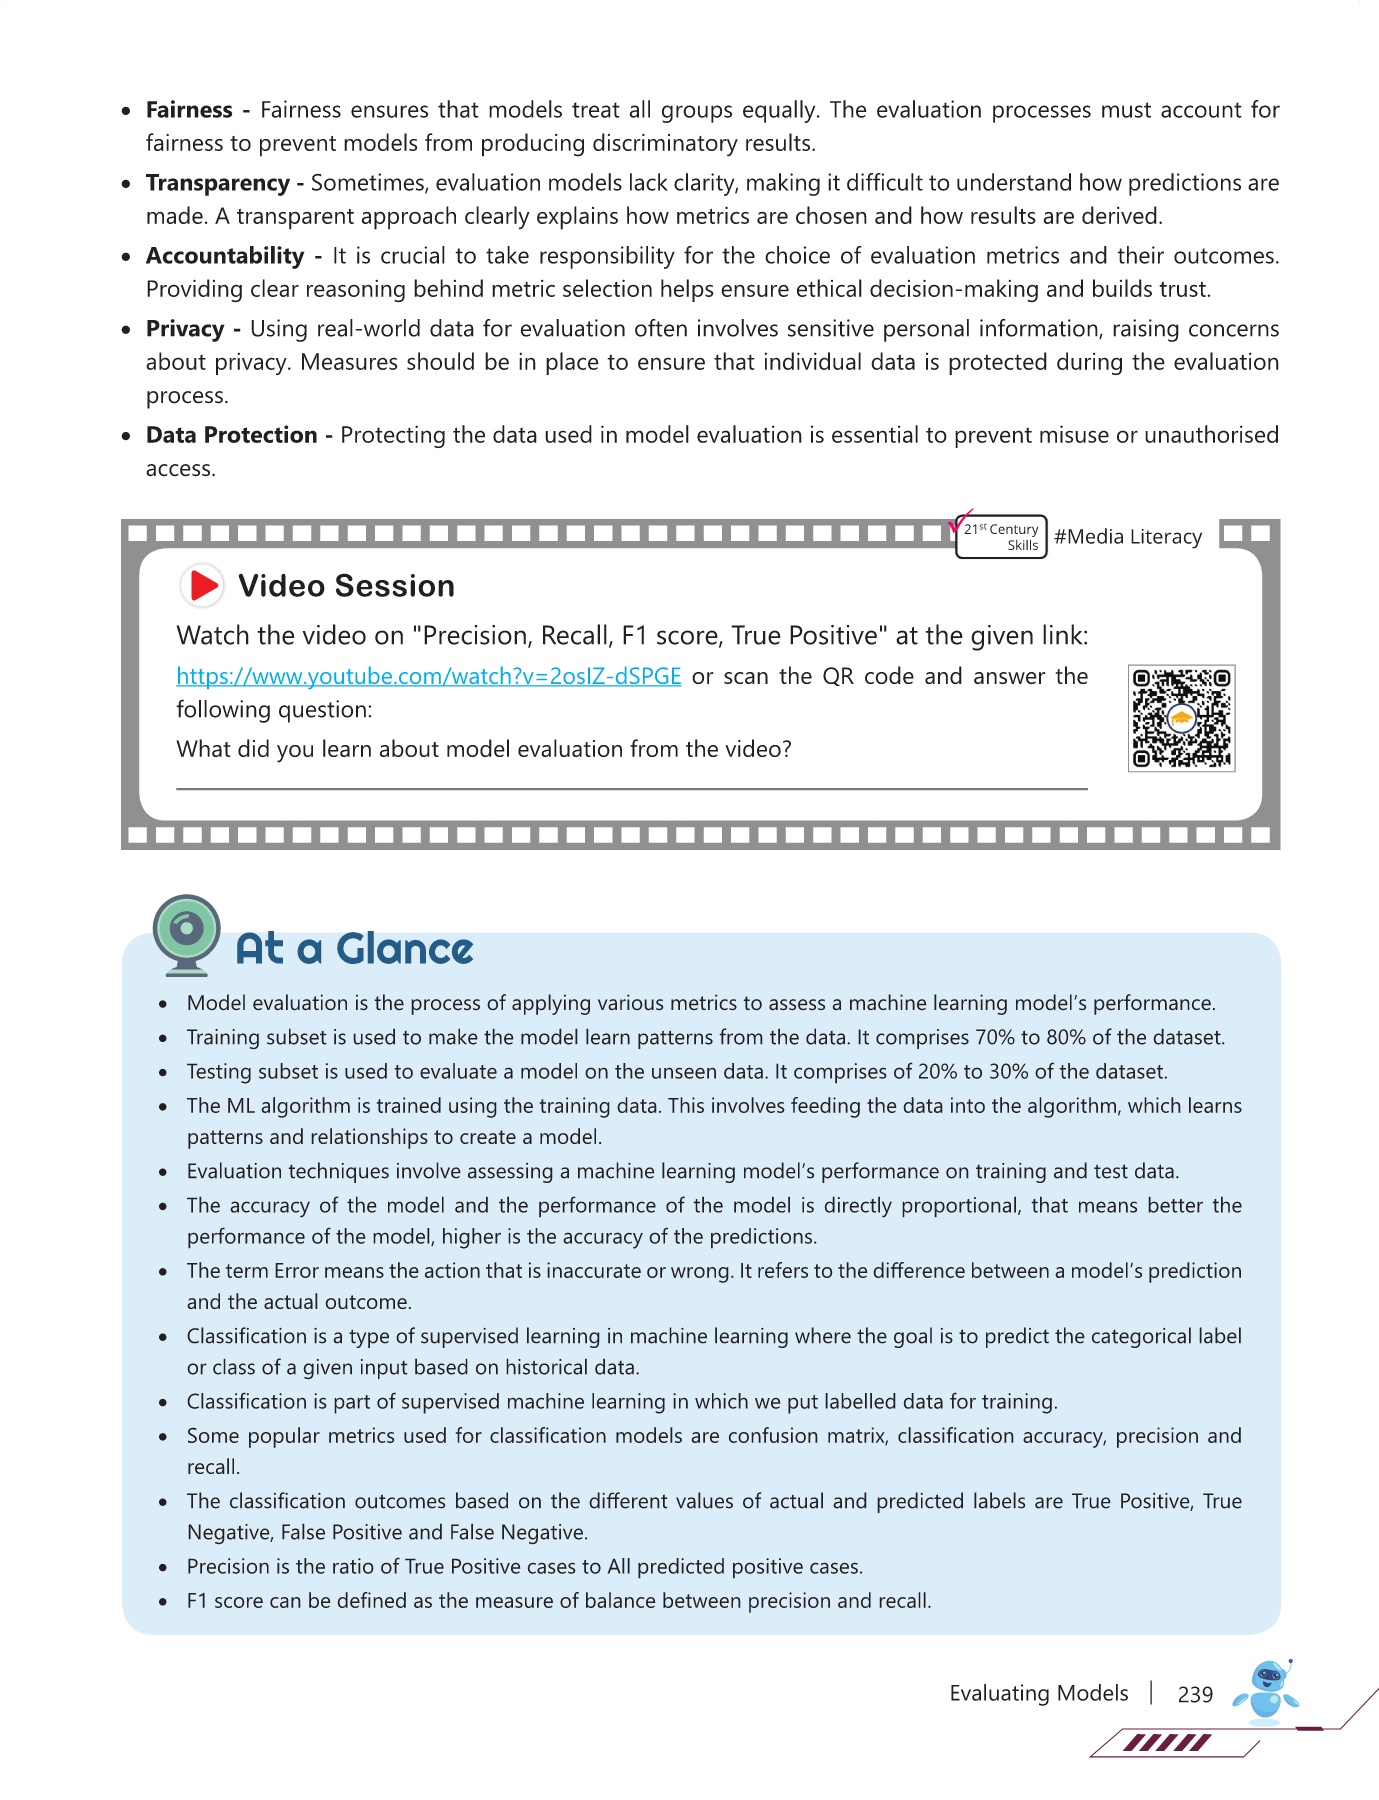 • Fairness - Fairness ensures that models treat all groups equally. The evaluation processes must account for
fairness to prevent models from producing discriminatory results.
• Transparency - Sometimes, evaluation models lack clarity, making it difficult to understand how predictions are
made. A transparent approach clearly explains how metrics are chosen and how results are derived.
• Accountability - It is crucial to take responsibility for the choice of evaluation metrics and their outcomes.
Providing clear reasoning behind metric selection helps ensure ethical decision-making and builds trust.
• Privacy - Using real-world data for evaluation often involves sensitive personal information, raising concerns
about privacy. Measures should be in place to ensure that individual data is protected during the evaluation
process.
• Data Protection - Protecting the data used in model evaluation is essential to prevent misuse or unauthorised
access.
21st Century
Skills
#Media Literacy
Video Session
Watch the video on "Precision, Recall, F1 score, True Positive" at the given link:
https://www.youtube.com/watch?v=2osIZ-dSPGE or scan the QR code and answer the
following question:
What did you learn about model evaluation from the video?
At a Glance
• Model evaluation is the process of applying various metrics to assess a machine learning model's performance.
• Training subset is used to make the model learn patterns from the data. It comprises 70% to 80% of the dataset.
• Testing subset is used to evaluate a model on the unseen data. It comprises of 20% to 30% of the dataset.
• The ML algorithm is trained using the training data. This involves feeding the data into the algorithm, which learns
patterns and relationships to create a model.
• Evaluation techniques involve assessing a machine learning model's performance on training and test data.
• The accuracy of the model and the performance of the model is directly proportional, that means better the
performance of the model, higher is the accuracy of the predictions.
• The term Error means the action that is inaccurate or wrong. It refers to the difference between a model's prediction
and the actual outcome.
• Classification is a type of supervised learning in machine learning where the goal is to predict the categorical label
or class of a given input based on historical data.
• Classification is part of supervised machine learning in which we put labelled data for training.
• Some popular metrics used for classification models are confusion matrix, classification accuracy, precision and
recall.
• The classification outcomes based on the different values of actual and predicted labels are True Positive, True
Negative, False Positive and False Negative.
• Precision is the ratio of True Positive cases to All predicted positive cases.
• F1 score can be defined as the measure of balance between precision and recall.
Evaluating Models | 239